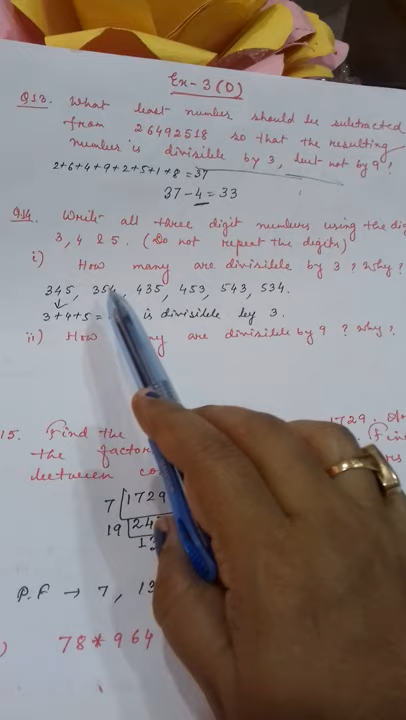 Ex-3(D)
Q13. What least number should be subtracted
from 26492518 so that the resulting
number is divisible by 3, but not by 9?
2+6+4+9+2+5+1+8 = 37
37 - 4 = 33
Q14. Write all three digit numbers using the
3, 4 & 5. (Do not repeat the digits)
i) How many are divisible by 3? Why?
345, 354, 435, 453, 543, 534.
3+4+5 = is divisible by 3.
ii) How are divisible by 9? Why?
15. Find the 1729.
the factor
between
7 | 1729
19 | 24
P.F → 7,
78*964